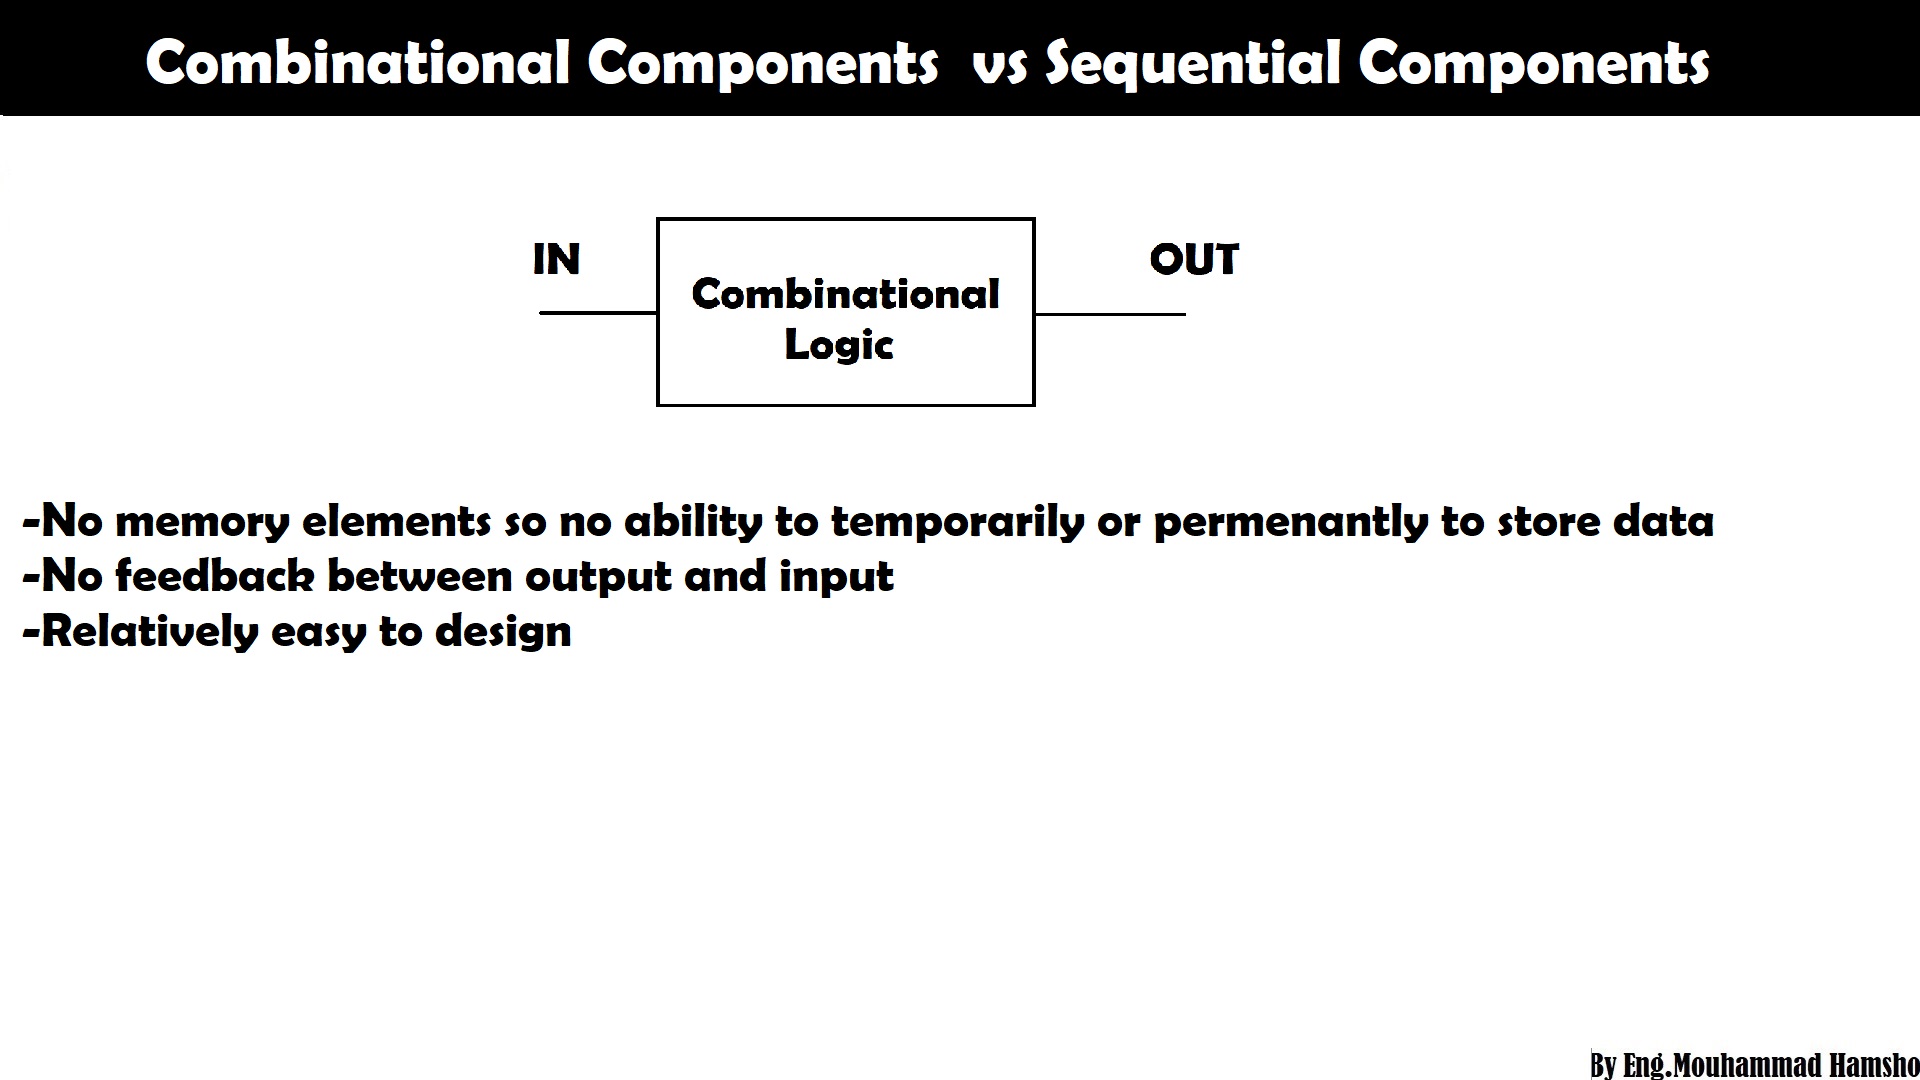 Combinational Components vs Sequential Components
IN
OUT
Combinational
Logic
-No memory elements so no ability to temporarily or permenantly to store data
-No feedback between output and input
-Relatively easy to design
By Eng.Mouhammad Hamsho